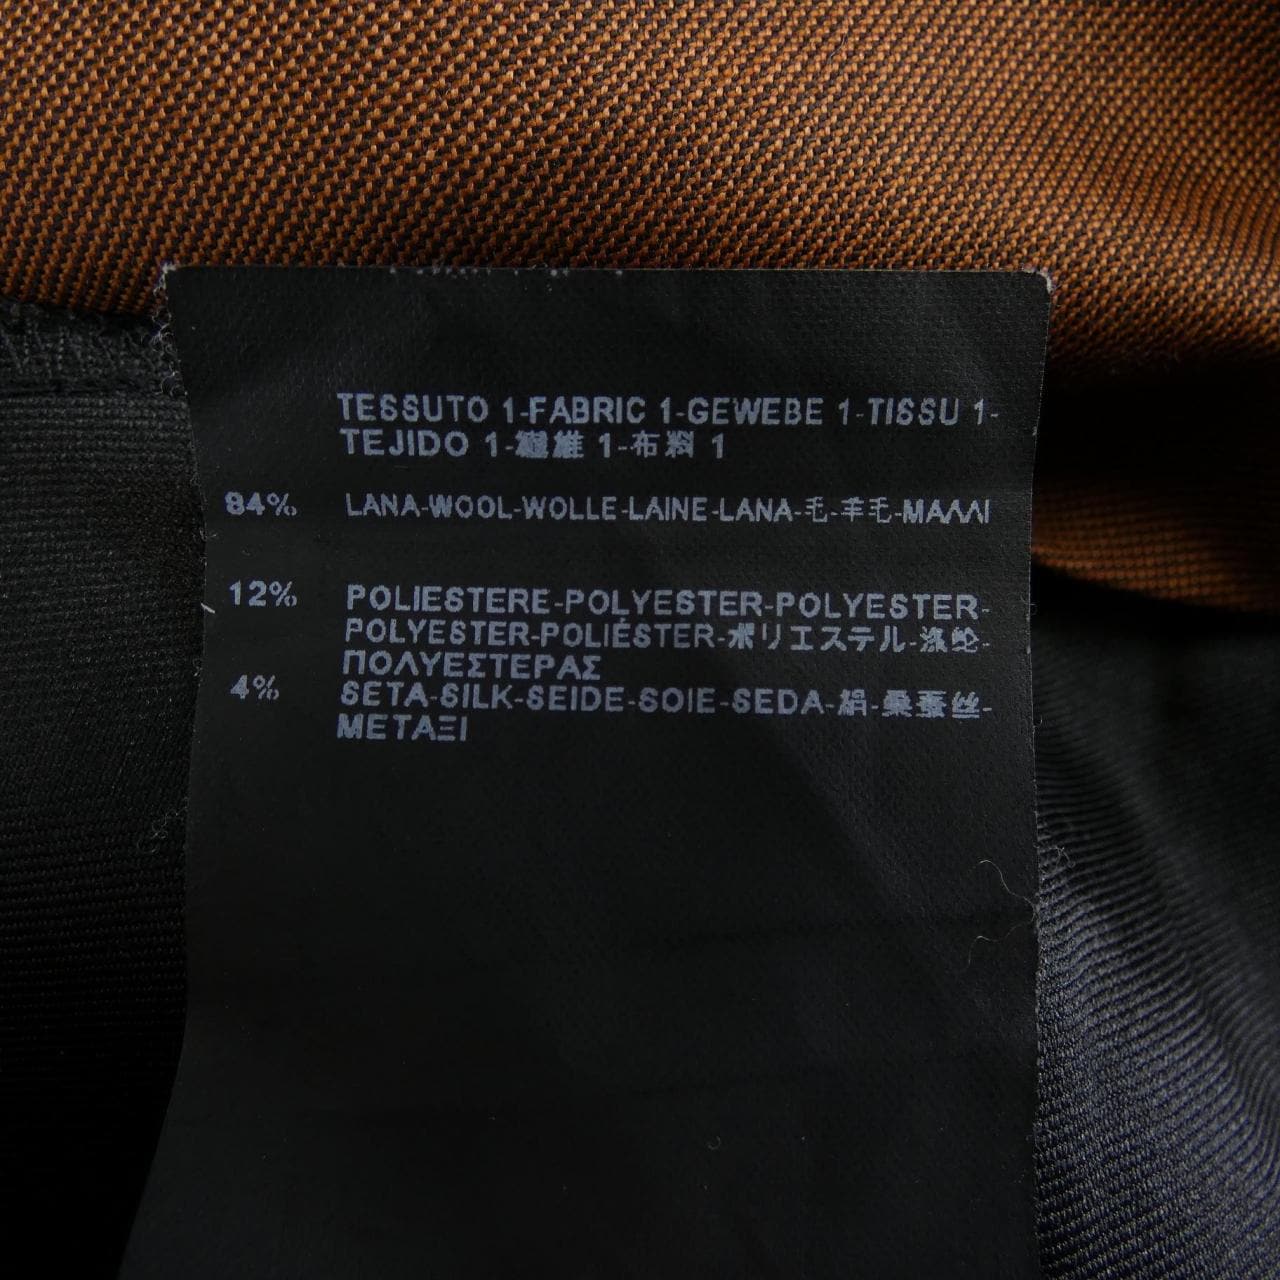 TESSUTO 1-FABRIC 1-GEWEBE 1-TISSU 1-
TEJIDO 1-繊維 1-布料 1
84% LANA-WOOL-WOLLE-LAINE-LANA-毛-羊毛-ΜΑΛΛΙ
12% POLIESTERE-POLYESTER-POLYESTER-
POLYESTER-POLIÉSTER-ポリエステル-涤纶-
ΠΟΛΥΕΣΤΕΡΑΣ
4% SETA-SILK-SEIDE-SOIE-SEDA-絹-桑蚕丝-
ΜΕΤΑΞΙ